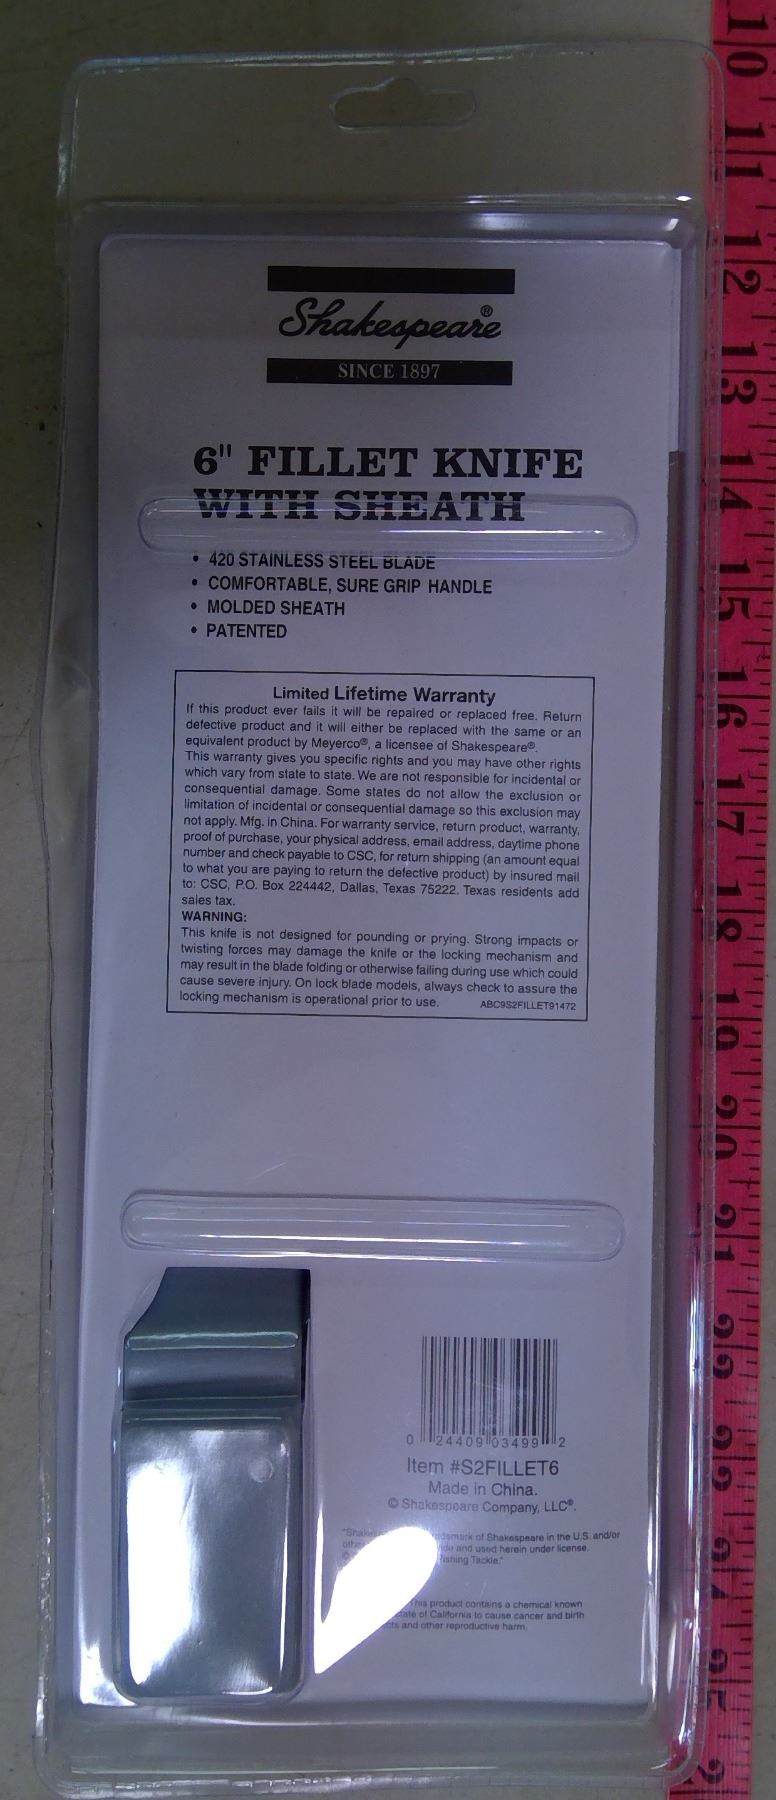 Shakespeare®
SINCE 1897
6" FILLET KNIFE
WITH SHEATH
• 420 STAINLESS STEEL BLADE
• COMFORTABLE, SURE GRIP HANDLE
• MOLDED SHEATH
• PATENTED
Limited Lifetime Warranty
If this product ever fails it will be repaired or replaced free. Return
defective product and it will either be replaced with the same or an
equivalent product by Meyerco®, a licensee of Shakespeare®.
This warranty gives you specific rights and you may have other rights
which vary from state to state. We are not responsible for incidental or
consequential damage. Some states do not allow the exclusion or
limitation of incidental or consequential damage so this exclusion may
not apply. Mfg. in China. For warranty service, return product, warranty,
proof of purchase, your physical address, email address, daytime phone
number and check payable to CSC, for return shipping (an amount equal
to what you are paying to return the defective product) by insured mail
to: CSC, P.O. Box 224442, Dallas, Texas 75222. Texas residents add
sales tax.
WARNING:
This knife is not designed for pounding or prying. Strong impacts or
twisting forces may damage the knife or the locking mechanism and
may result in the blade folding or otherwise failing during use which could
cause severe injury. On lock blade models, always check to assure the
locking mechanism is operational prior to use. ABC9S2FILLET91472
0 24409 03499 2
Item #S2FILLET6
Made in China.
© Shakespeare Company, LLC®.
of Shakespeare in the U.S. and/or
and used herein under license.
Fishing Tackle."
This product contains a chemical known
state of California to cause cancer and birth
and other reproductive harm.
10
11
12
13
14
15
16
17
18
19
20
21
22
23
24
25